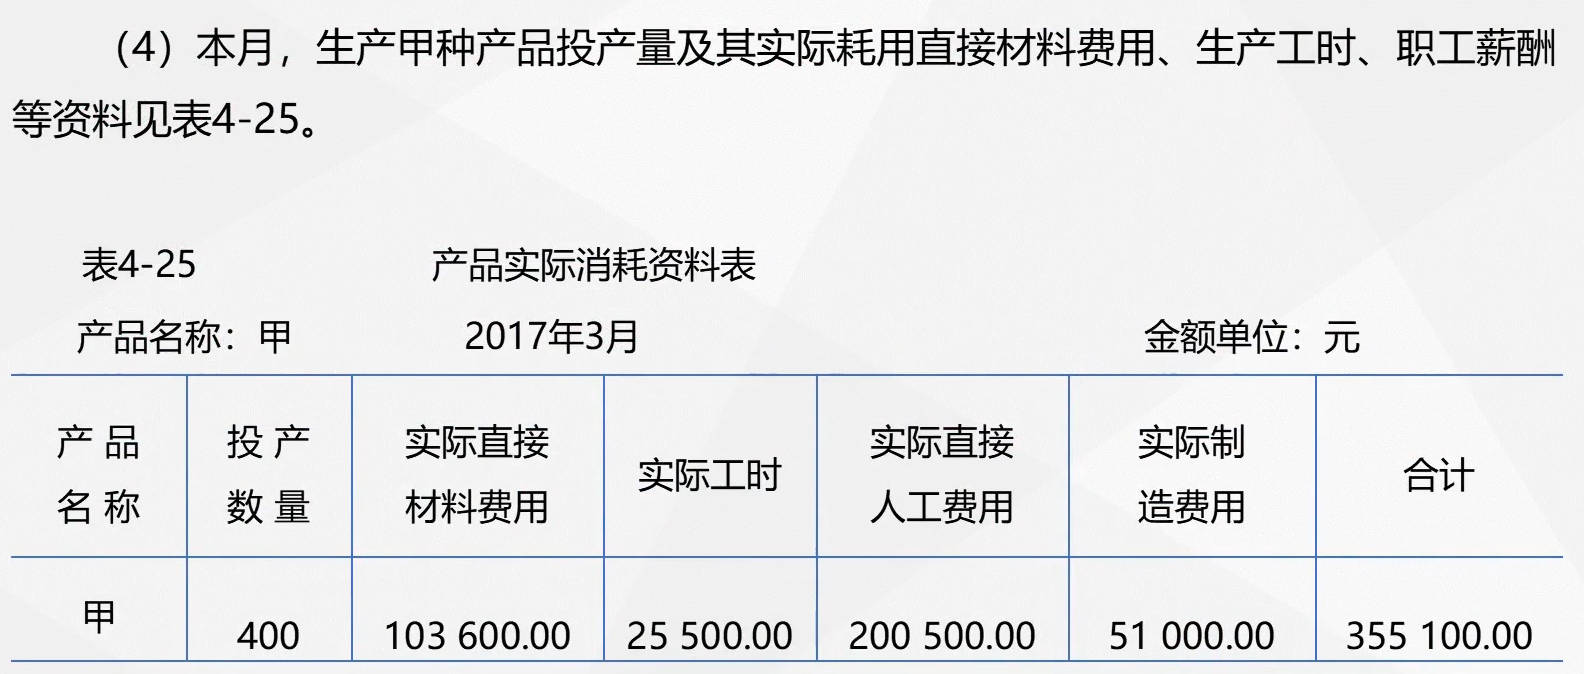 （4）本月，生产甲种产品投产量及其实际耗用直接材料费用、生产工时、职工薪酬
等资料见表4-25。
表4-25 产品实际消耗资料表
产品名称：甲 2017年3月 金额单位：元
产 品 投 产 实际直接 实际直接 实际制
实际工时 合计
名 称 数 量 材料费用 人工费用 造费用
甲 400 103 600.00 25 500.00 200 500.00 51 000.00 355 100.00